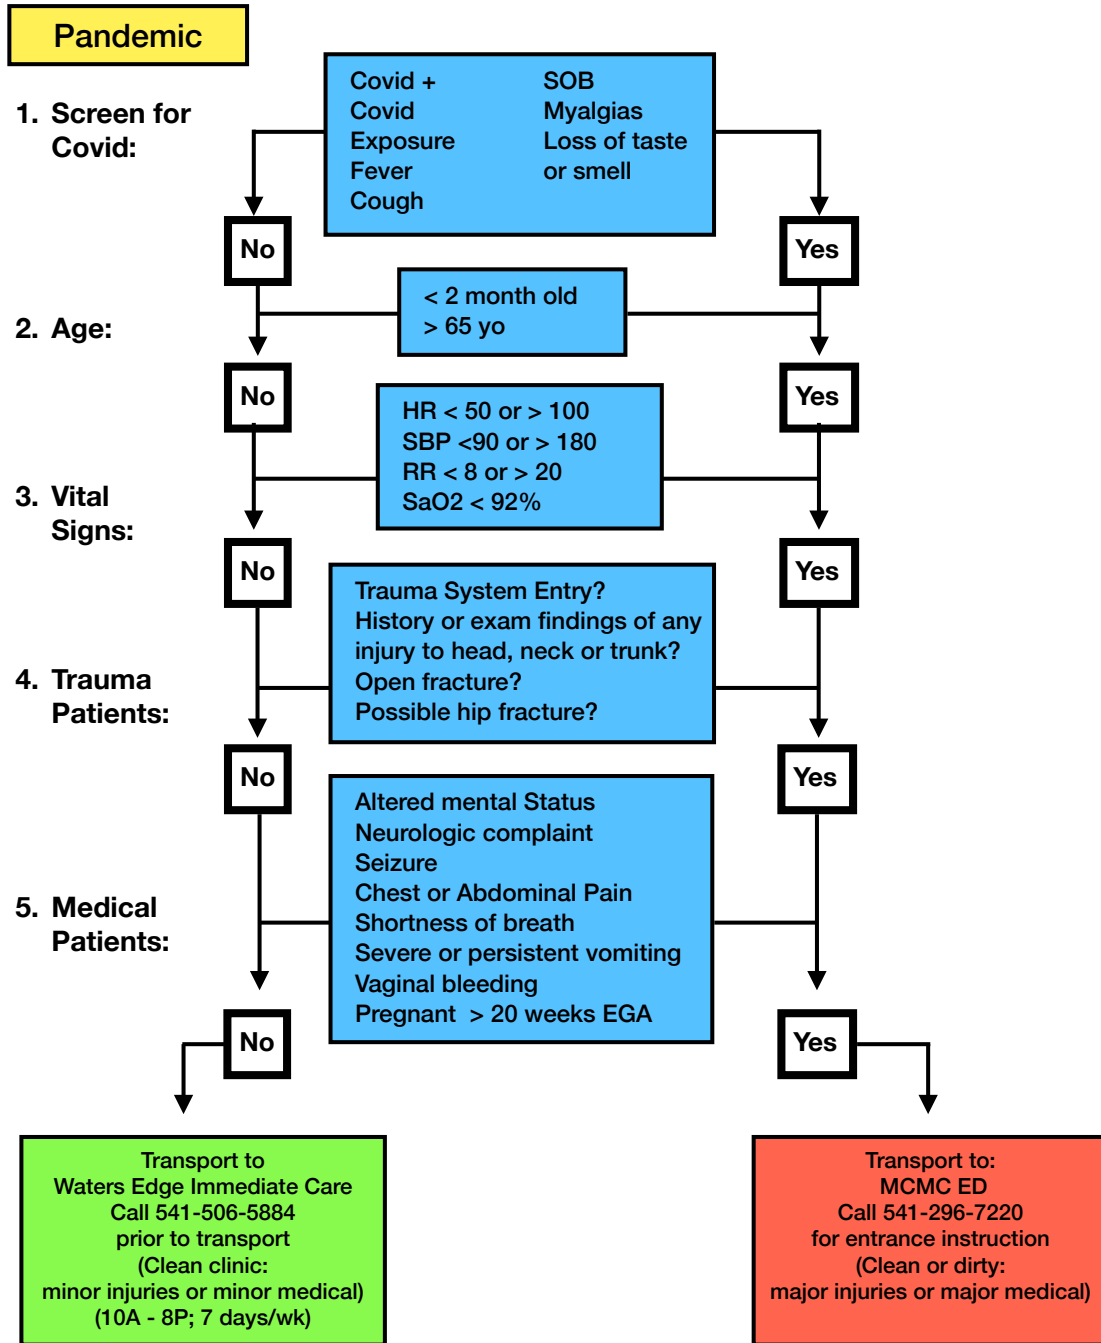 Pandemic
1. Screen for
Covid:
Covid +
Covid
Exposure
Fever
Cough
SOB
Myalgias
Loss of taste
or smell
No
Yes
2. Age:
< 2 month old
> 65 yo
No
Yes
3. Vital
Signs:
HR < 50 or > 100
SBP <90 or > 180
RR < 8 or > 20
SaO2 < 92%
No
Yes
4. Trauma
Patients:
Trauma System Entry?
History or exam findings of any
injury to head, neck or trunk?
Open fracture?
Possible hip fracture?
No
Yes
5. Medical
Patients:
Altered mental Status
Neurologic complaint
Seizure
Chest or Abdominal Pain
Shortness of breath
Severe or persistent vomiting
Vaginal bleeding
Pregnant > 20 weeks EGA
No
Yes
Transport to
Waters Edge Immediate Care
Call 541-506-5884
prior to transport
(Clean clinic:
minor injuries or minor medical)
(10A - 8P; 7 days/wk)
Transport to:
MCMC ED
Call 541-296-7220
for entrance instruction
(Clean or dirty:
major injuries or major medical)